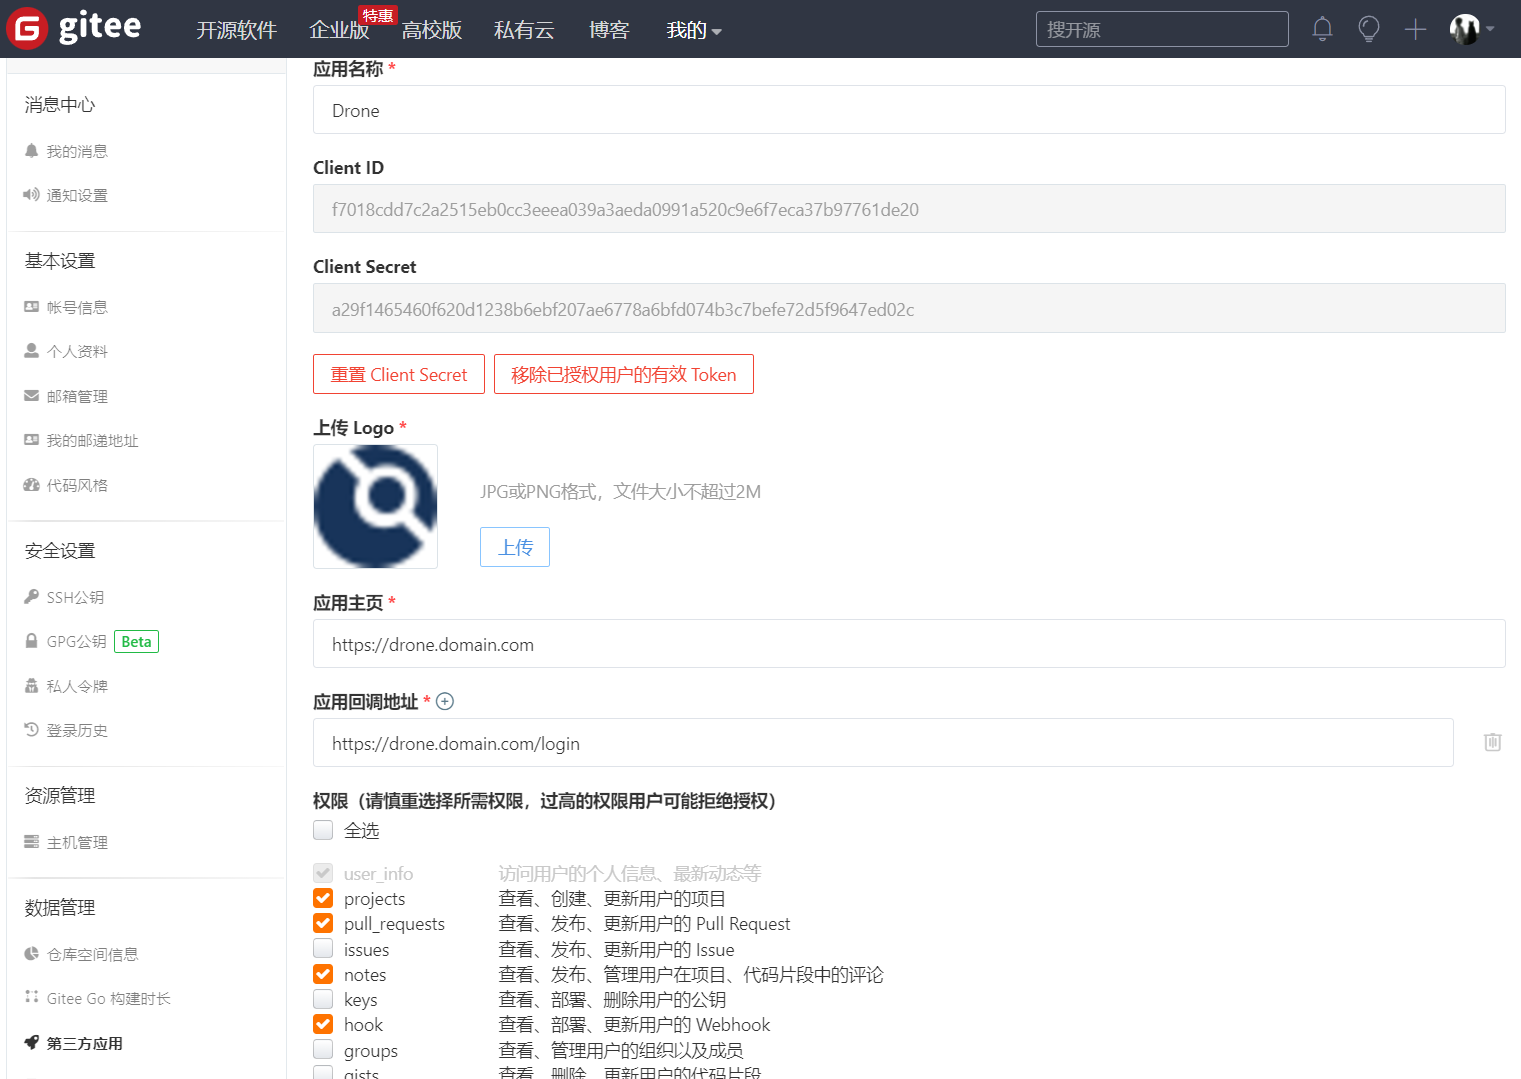 gitee
开源软件
企业版
特惠
高校版
私有云
博客
我的
搜开源
消息中心
我的消息
通知设置
基本设置
帐号信息
个人资料
邮箱管理
我的邮递地址
代码风格
安全设置
SSH公钥
GPG公钥 Beta
私人令牌
登录历史
资源管理
主机管理
数据管理
仓库空间信息
Gitee Go 构建时长
第三方应用
应用名称 *
Drone
Client ID
f7018cdd7c2a2515eb0cc3eeea039a3aeda0991a520c9e6f7eca37b97761de20
Client Secret
a29f1465460f620d1238b6ebf207ae6778a6bfd074b3c7befe72d5f9647ed02c
重置 Client Secret
移除已授权用户的有效 Token
上传 Logo *
JPG或PNG格式，文件大小不超过2M
上传
应用主页 *
https://drone.domain.com
应用回调地址 *
https://drone.domain.com/login
权限（请慎重选择所需权限，过高的权限用户可能拒绝授权）
全选
user_info 访问用户的个人信息、最新动态等
projects 查看、创建、更新用户的项目
pull_requests 查看、发布、更新用户的 Pull Request
issues 查看、发布、更新用户的 Issue
notes 查看、发布、管理用户在项目、代码片段中的评论
keys 查看、部署、删除用户的公钥
hook 查看、部署、更新用户的 Webhook
groups 查看、管理用户的组织以及成员
gists 查看、删除、更新用户的代码片段